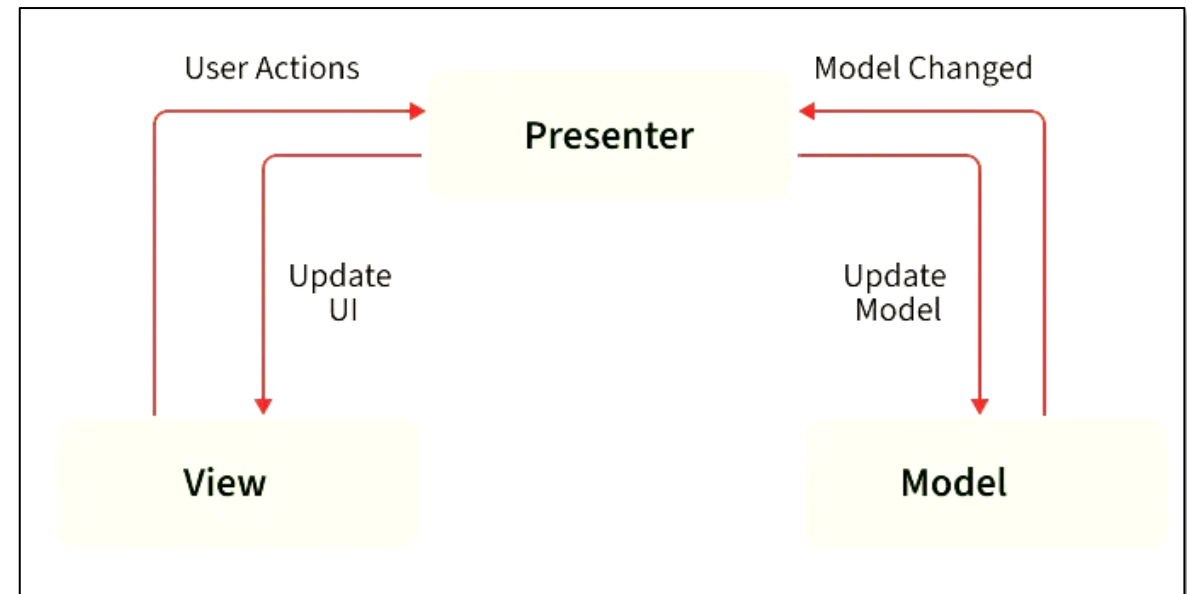 User Actions
Model Changed
Presenter
Update
UI
Update
Model
View
Model